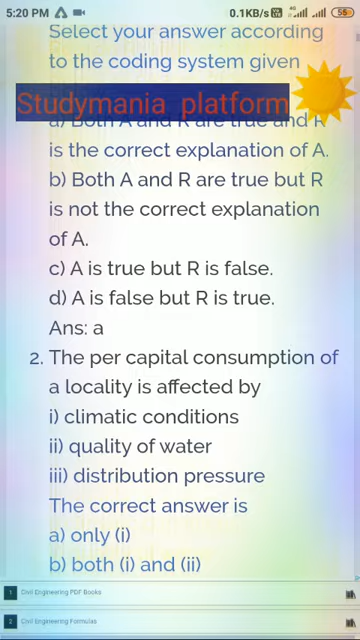 5:20 PM 0.1KB/s 4G 55
Select your answer according
to the coding system given
Studymania platform
a) Both A and R are true and R
is the correct explanation of A.
b) Both A and R are true but R
is not the correct explanation
of A.
c) A is true but R is false.
d) A is false but R is true.
Ans: a
2. The per capital consumption of
a locality is affected by
i) climatic conditions
ii) quality of water
iii) distribution pressure
The correct answer is
a) only (i)
b) both (i) and (ii)
1 Civil Engineering PDF Books
2 Civil Engineering Formulas